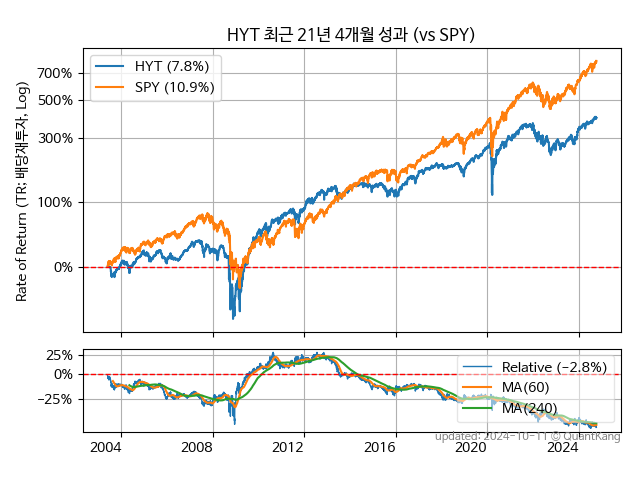 HYT 최근 21년 4개월 성과 (vs SPY)
HYT (7.8%)
SPY (10.9%)
Rate of Return (TR: 배당재투자, Log)
700%
500%
300%
100%
0%
25%
0%
−25%
Relative (−2.8%)
MA(60)
MA(240)
updated: 2024-10-11 © QuantKang
2004
2008
2012
2016
2020
2024